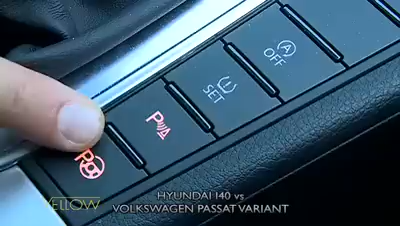 OFF
SET
YELLOW
HYUNDAI I40 vs
VOLKSWAGEN PASSAT VARIANT